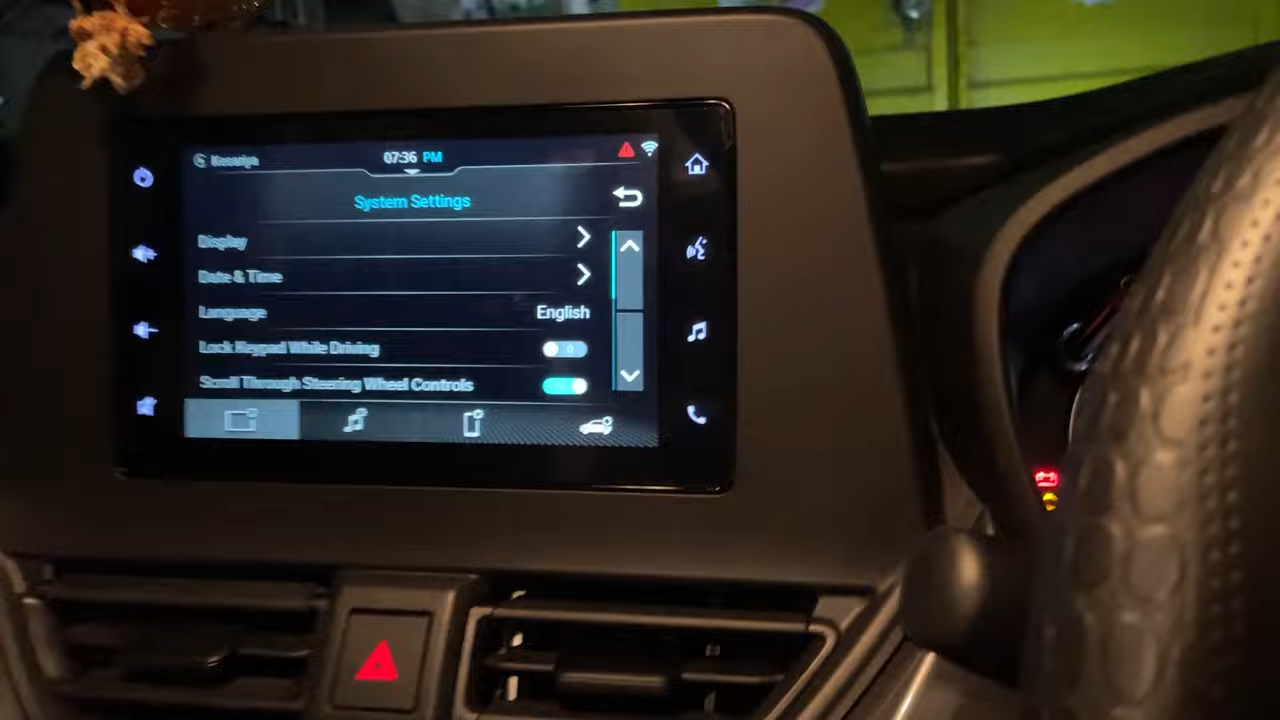 Kesariya
07:36 PM
System Settings
Display
Date & Time
Language English
Lock Keypad While Driving
Scroll Through Steering Wheel Controls